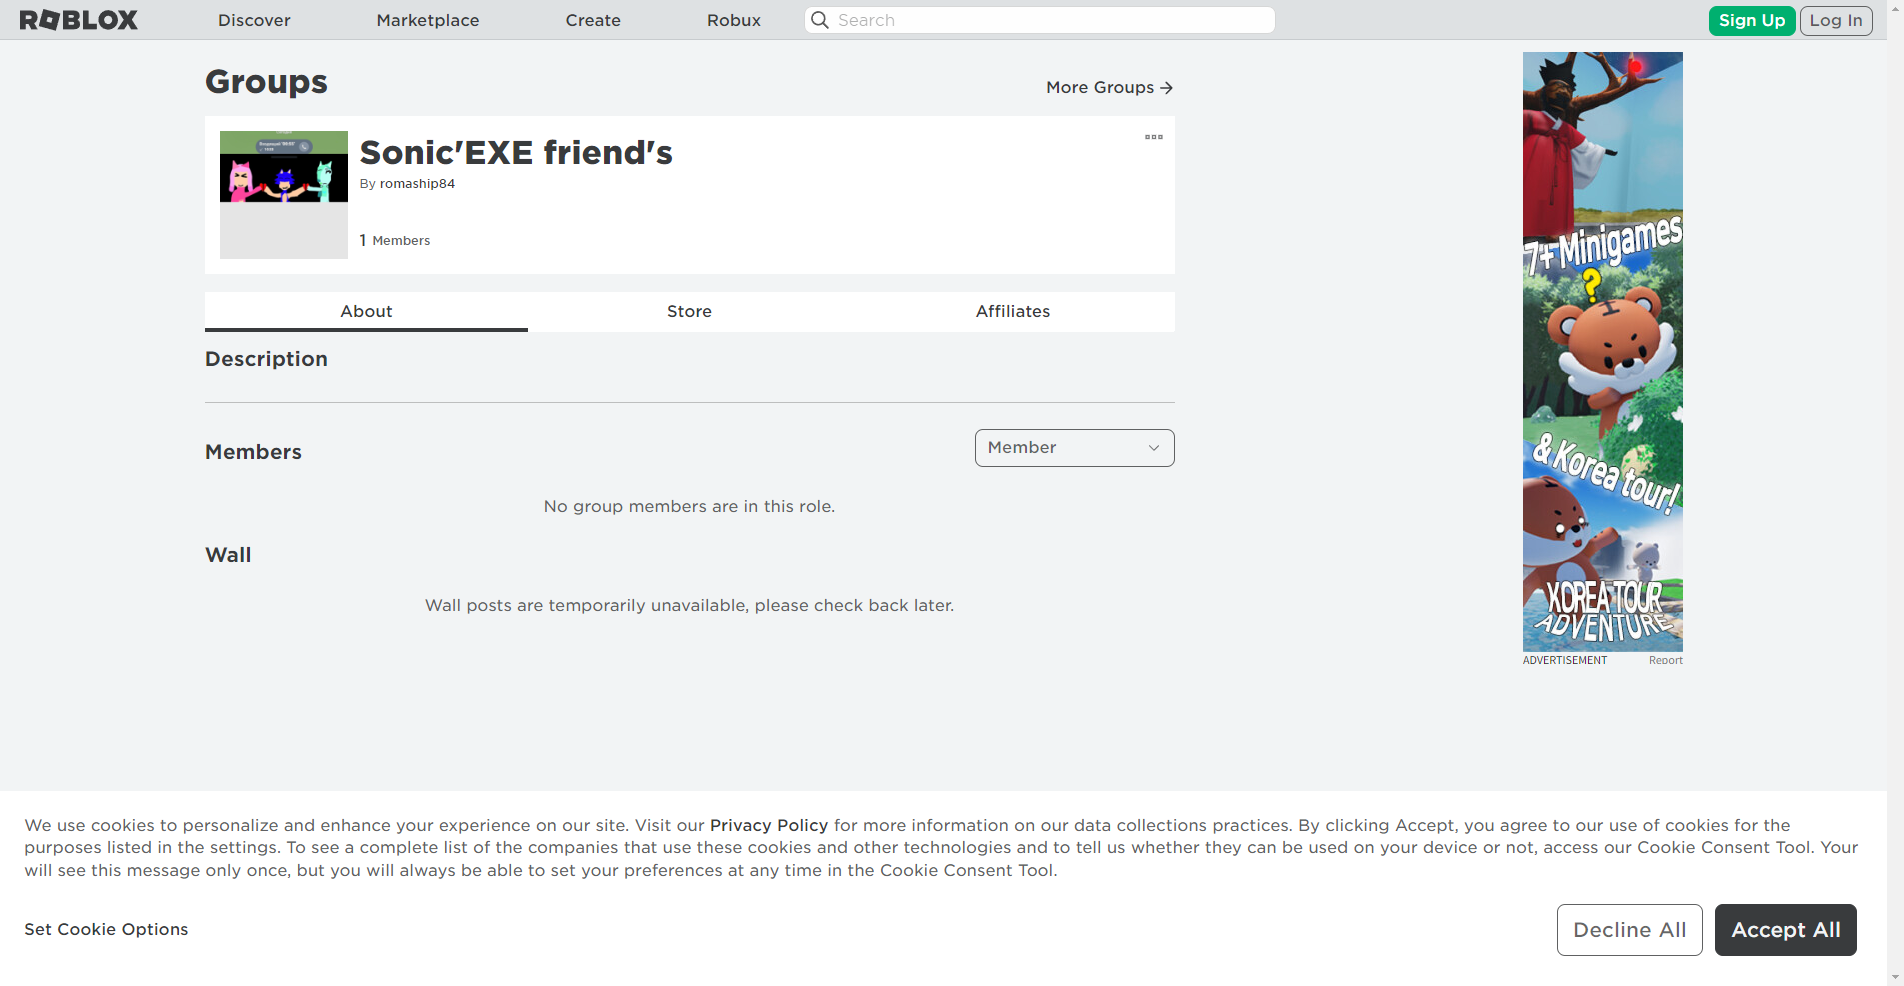 ROBLOX
Discover
Marketplace
Create
Robux
Search
Sign Up
Log In
Groups
More Groups
Sonic'EXE friend's
By romaship84
1 Members
About
Store
Affiliates
Description
Members
Member
No group members are in this role.
Wall
Wall posts are temporarily unavailable, please check back later.
7+ Minigames
?
& Korea tour!
KOREA TOUR
ADVENTURE
ADVERTISEMENT
Report
We use cookies to personalize and enhance your experience on our site. Visit our Privacy Policy for more information on our data collections practices. By clicking Accept, you agree to our use of cookies for the
purposes listed in the settings. To see a complete list of the companies that use these cookies and other technologies and to tell us whether they can be used on your device or not, access our Cookie Consent Tool. Your
will see this message only once, but you will always be able to set your preferences at any time in the Cookie Consent Tool.
Set Cookie Options
Decline All
Accept All